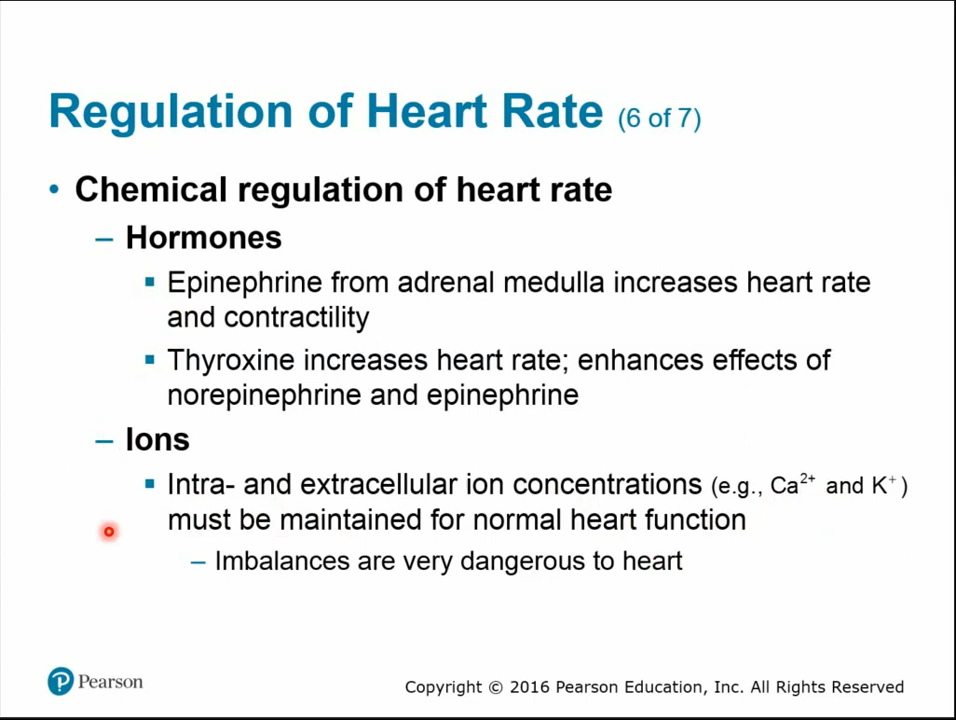 Regulation of Heart Rate (6 of 7)
• Chemical regulation of heart rate
– Hormones
▪ Epinephrine from adrenal medulla increases heart rate
and contractility
▪ Thyroxine increases heart rate; enhances effects of
norepinephrine and epinephrine
– Ions
▪ Intra- and extracellular ion concentrations (e.g., Ca²⁺ and K⁺)
must be maintained for normal heart function
– Imbalances are very dangerous to heart
P Pearson
Copyright © 2016 Pearson Education, Inc. All Rights Reserved